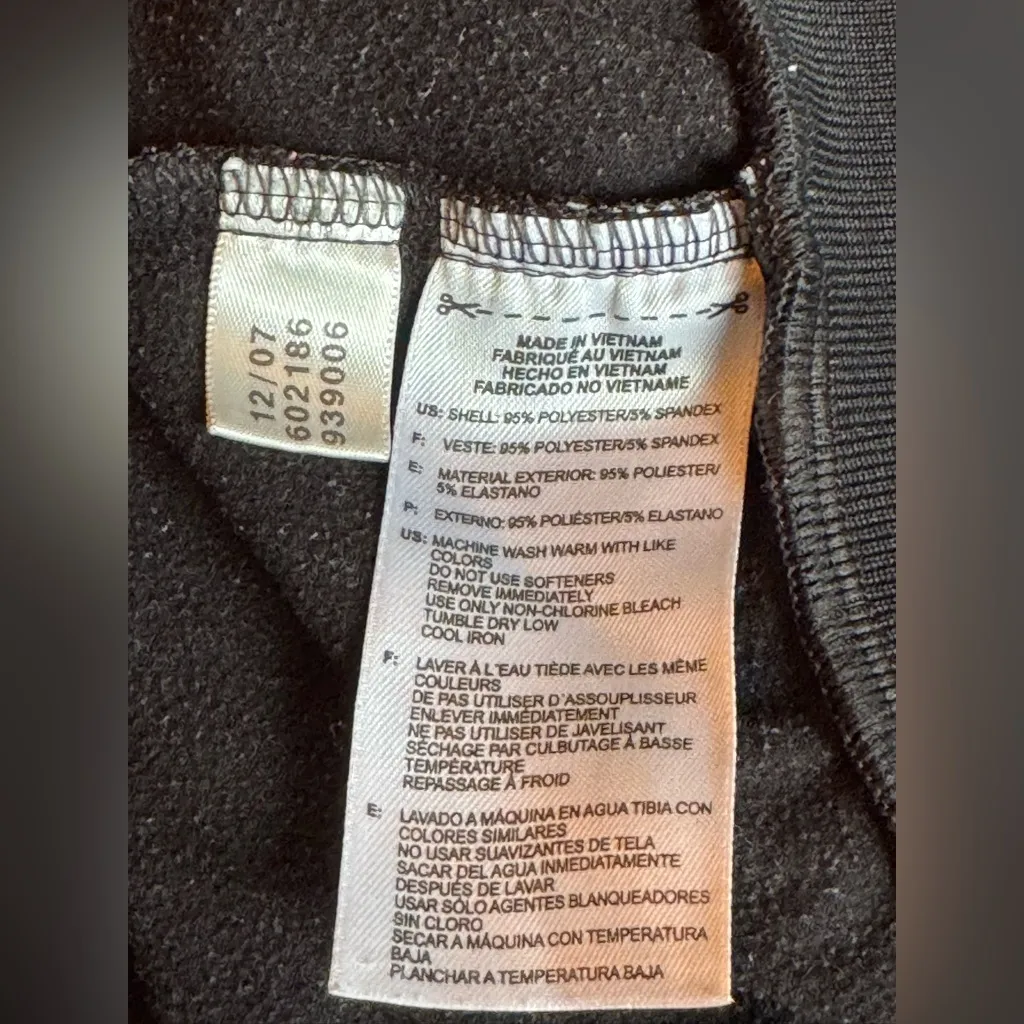 12/07
602186
939006
MADE IN VIETNAM
FABRIQUÉ AU VIETNAM
HECHO EN VIETNAM
FABRICADO NO VIETNAME
US: SHELL: 95% POLYESTER/5% SPANDEX
F: VESTE: 95% POLYESTER/5% SPANDEX
E: MATERIAL EXTERIOR: 95% POLIESTER/
5% ELASTANO
P: EXTERNO: 95% POLIÉSTER/5% ELASTANO
US: MACHINE WASH WARM WITH LIKE
COLORS
DO NOT USE SOFTENERS
REMOVE IMMEDIATELY
USE ONLY NON-CHLORINE BLEACH
TUMBLE DRY LOW
COOL IRON
F: LAVER À L'EAU TIÈDE AVEC LES MÊME
COULEURS
DE PAS UTILISER D'ASSOUPLISSEUR
ENLEVER IMMÉDIATEMENT
NE PAS UTILISER DE JAVELISANT
SÉCHAGE PAR CULBUTAGE À BASSE
TEMPÉRATURE
REPASSAGE À FROID
E: LAVADO A MÁQUINA EN AGUA TIBIA CON
COLORES SIMILARES
NO USAR SUAVIZANTES DE TELA
SACAR DEL AGUA INMEDIATAMENTE
DESPUÉS DE LAVAR
USAR SÓLO AGENTES BLANQUEADORES
SIN CLORO
SECAR A MÁQUINA CON TEMPERATURA
BAJA
PLANCHAR A TEMPERATURA BAJA